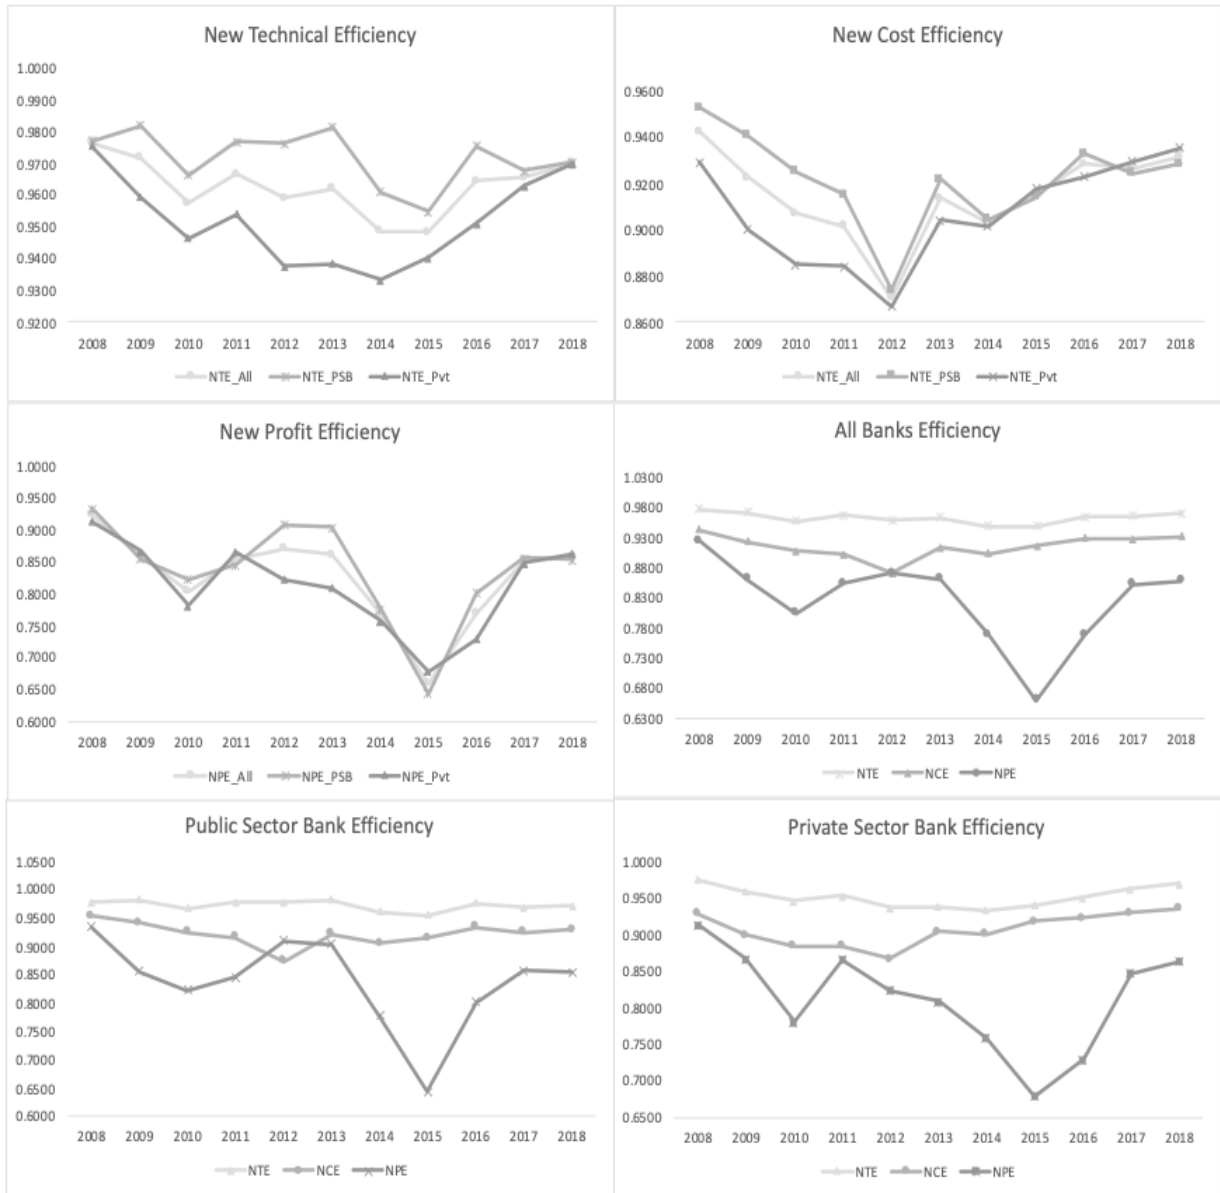 New Technical Efficiency
1.0000
0.9900
0.9800
0.9700
0.9600
0.9500
0.9400
0.9300
0.9200
2008 2009 2010 2011 2012 2013 2014 2015 2016 2017 2018
NTE_All NTE_PSB NTE_Pvt
New Cost Efficiency
0.9600
0.9400
0.9200
0.9000
0.8800
0.8600
2008 2009 2010 2011 2012 2013 2014 2015 2016 2017 2018
NTE_All NTE_PSB NTE_Pvt
New Profit Efficiency
1.0000
0.9500
0.9000
0.8500
0.8000
0.7500
0.7000
0.6500
0.6000
2008 2009 2010 2011 2012 2013 2014 2015 2016 2017 2018
NPE_All NPE_PSB NPE_Pvt
All Banks Efficiency
1.0300
0.9800
0.9300
0.8800
0.8300
0.7800
0.7300
0.6800
0.6300
2008 2009 2010 2011 2012 2013 2014 2015 2016 2017 2018
NTE NCE NPE
Public Sector Bank Efficiency
1.0500
1.0000
0.9500
0.9000
0.8500
0.8000
0.7500
0.7000
0.6500
0.6000
2008 2009 2010 2011 2012 2013 2014 2015 2016 2017 2018
NTE NCE NPE
Private Sector Bank Efficiency
1.0000
0.9500
0.9000
0.8500
0.8000
0.7500
0.7000
0.6500
2008 2009 2010 2011 2012 2013 2014 2015 2016 2017 2018
NTE NCE NPE